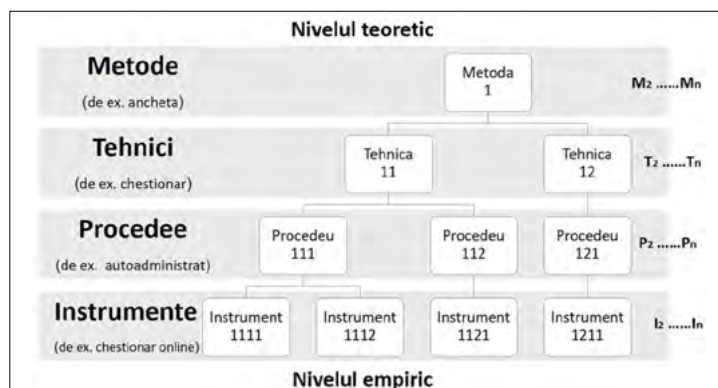 Nivelul teoretic
Metode
(de ex. ancheta)
Metoda
1
M₂ ......Mₙ
Tehnici
(de ex. chestionar)
Tehnica
11
Tehnica
12
T₂ ......Tₙ
Procedee
(de ex. autoadministrat)
Procedeu
111
Procedeu
112
Procedeu
121
P₂ ......Pₙ
Instrumente
(de ex. chestionar online)
Instrument
1111
Instrument
1112
Instrument
1121
Instrument
1211
I₂ ......Iₙ
Nivelul empiric